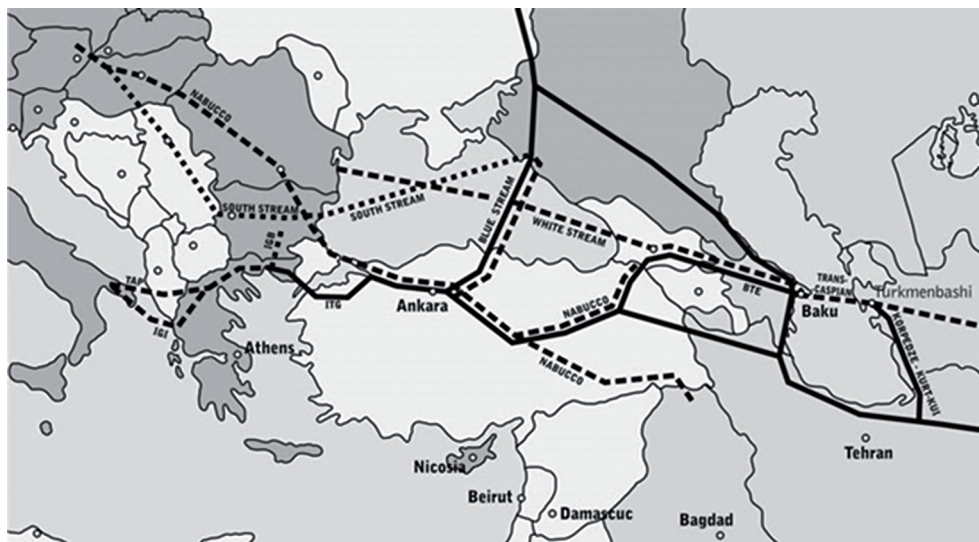 NABUCCO
SOUTH STREAM
SOUTH STREAM
BLUE STREAM
WHITE STREAM
IGB
TAP
IGI
ITG
Ankara
NABUCCO
NABUCCO
BTE
TRANS-
CASPIAN
Turkmenbashi
Baku
KORPEDZE - KURT-KUI
Athens
Tehran
Nicosia
Beirut
Damascuc
Bagdad